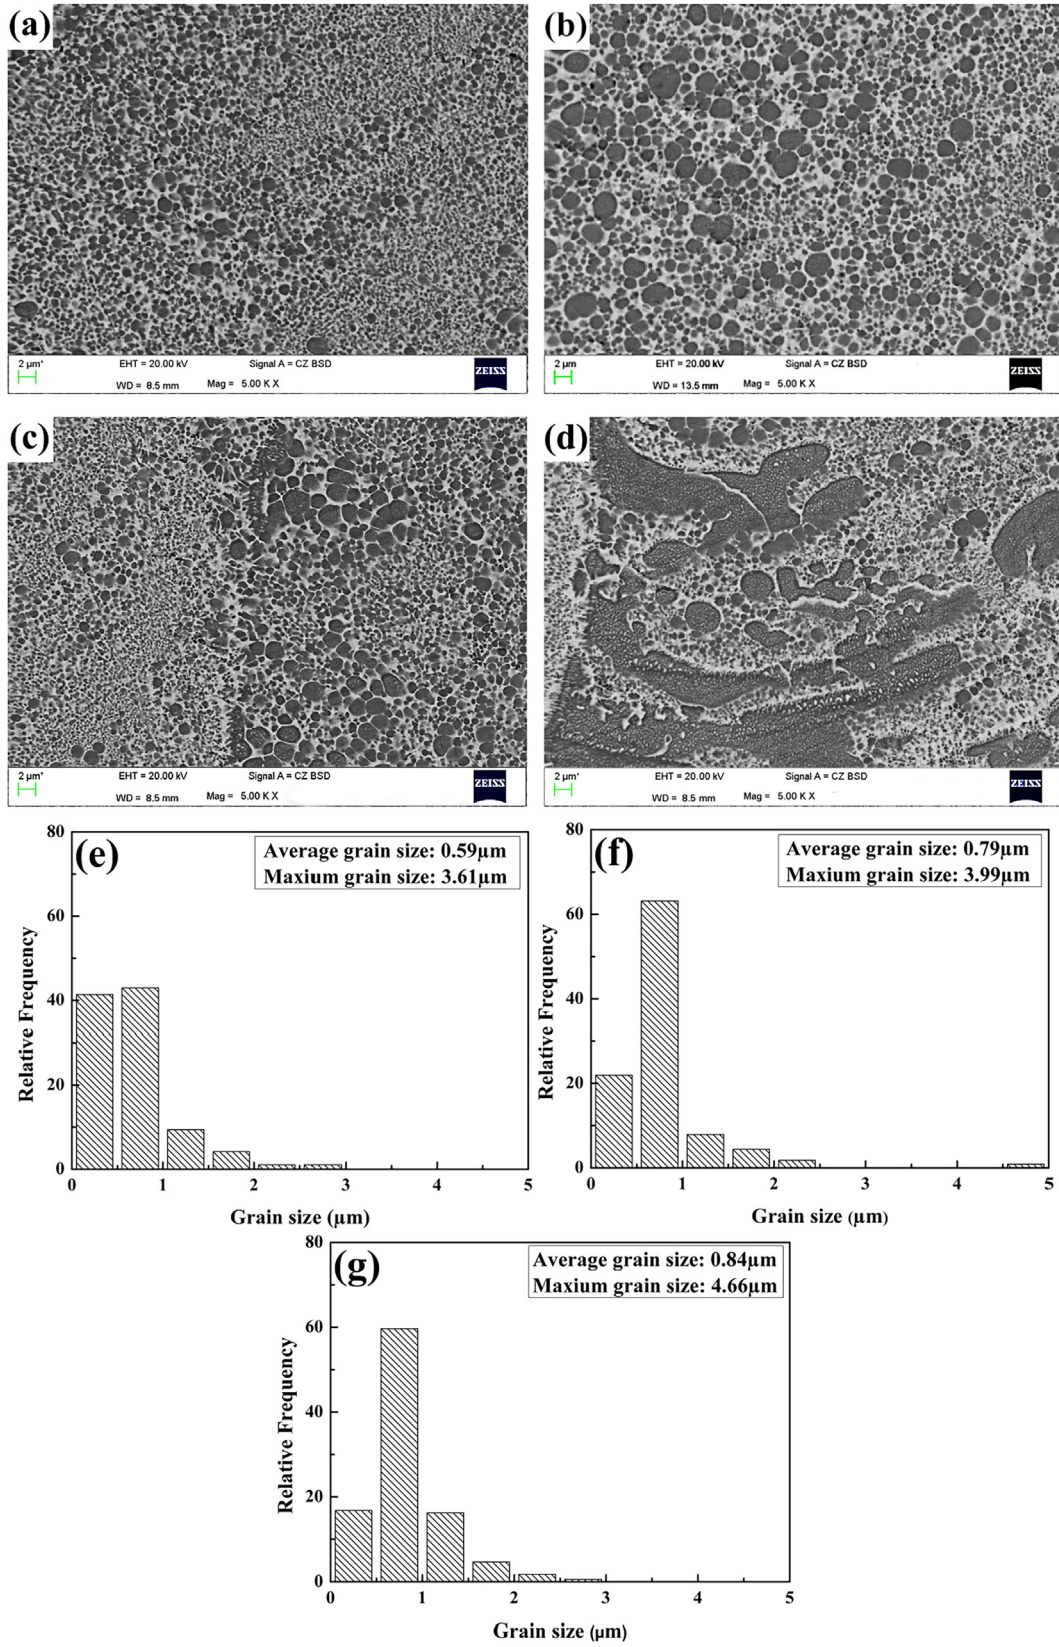 (a)
2 µm*
EHT = 20.00 kV
Signal A = CZ BSD
WD = 8.5 mm
Mag = 5.00 K X
ZEISS
(b)
2 µm
EHT = 20.00 kV
Signal A = CZ BSD
WD = 13.5 mm
Mag = 5.00 K X
ZEISS
(c)
2 µm*
EHT = 20.00 kV
Signal A = CZ BSD
WD = 8.5 mm
Mag = 5.00 K X
ZEISS
(d)
2 µm*
EHT = 20.00 kV
Signal A = CZ BSD
WD = 8.5 mm
Mag = 5.00 K X
ZEISS
(e)
Average grain size: 0.59µm
Maxium grain size: 3.61µm
80
60
40
20
0
Relative Frequency
0 1 2 3 4 5
Grain size (µm)
(f)
Average grain size: 0.79µm
Maxium grain size: 3.99µm
80
60
40
20
0
Relative Frequency
0 1 2 3 4 5
Grain size (µm)
(g)
Average grain size: 0.84µm
Maxium grain size: 4.66µm
80
60
40
20
0
Relative Frequency
0 1 2 3 4 5
Grain size (µm)